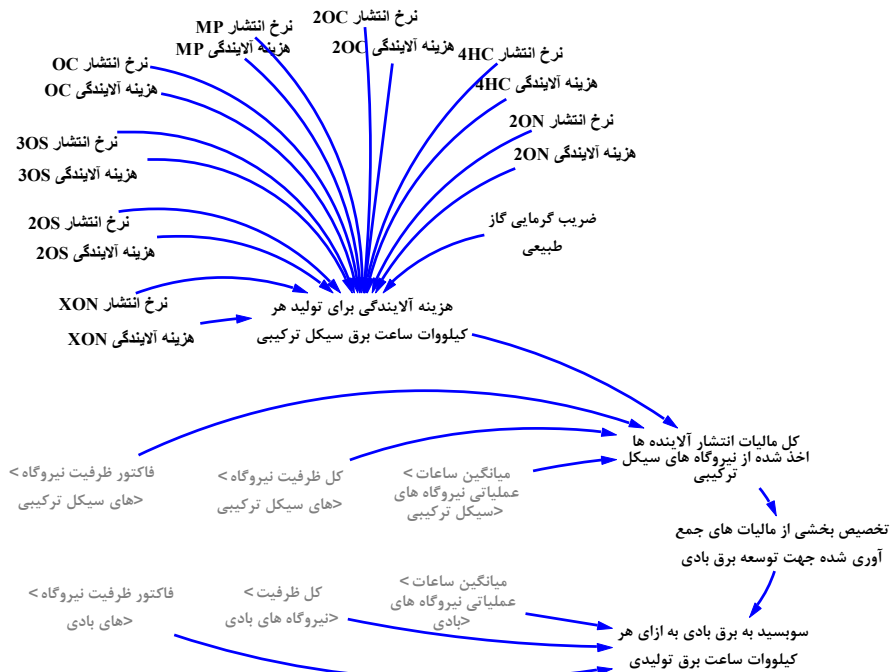 نرخ انتشار 2OC
هزینه آلایندگی 2OC
نرخ انتشار MP
هزینه آلایندگی MP
نرخ انتشار 4HC
هزینه آلایندگی 4HC
نرخ انتشار OC
هزینه آلایندگی OC
نرخ انتشار 2ON
هزینه آلایندگی 2ON
نرخ انتشار 3OS
هزینه آلایندگی 3OS
ضریب گرمایی گاز
طبیعی
نرخ انتشار 2OS
هزینه آلایندگی 2OS
نرخ انتشار XON
هزینه آلایندگی XON
هزینه آلایندگی برای تولید هر
کیلووات ساعت برق سیکل ترکیبی
کل مالیات انتشار آلاینده ها
اخذ شده از نیروگاه های سیکل
ترکیبی
<میانگین ساعات
عملیاتی نیروگاه های
سیکل ترکیبی>
<کل ظرفیت نیروگاه
های سیکل ترکیبی>
<فاکتور ظرفیت نیروگاه
های سیکل ترکیبی>
تخصیص بخشی از مالیات های جمع
آوری شده جهت توسعه برق بادی
<میانگین ساعات
عملیاتی نیروگاه های
بادی>
<کل ظرفیت
نیروگاه های بادی>
<فاکتور ظرفیت نیروگاه
های بادی>
سوبسید به برق بادی به ازای هر
کیلووات ساعت برق تولیدی